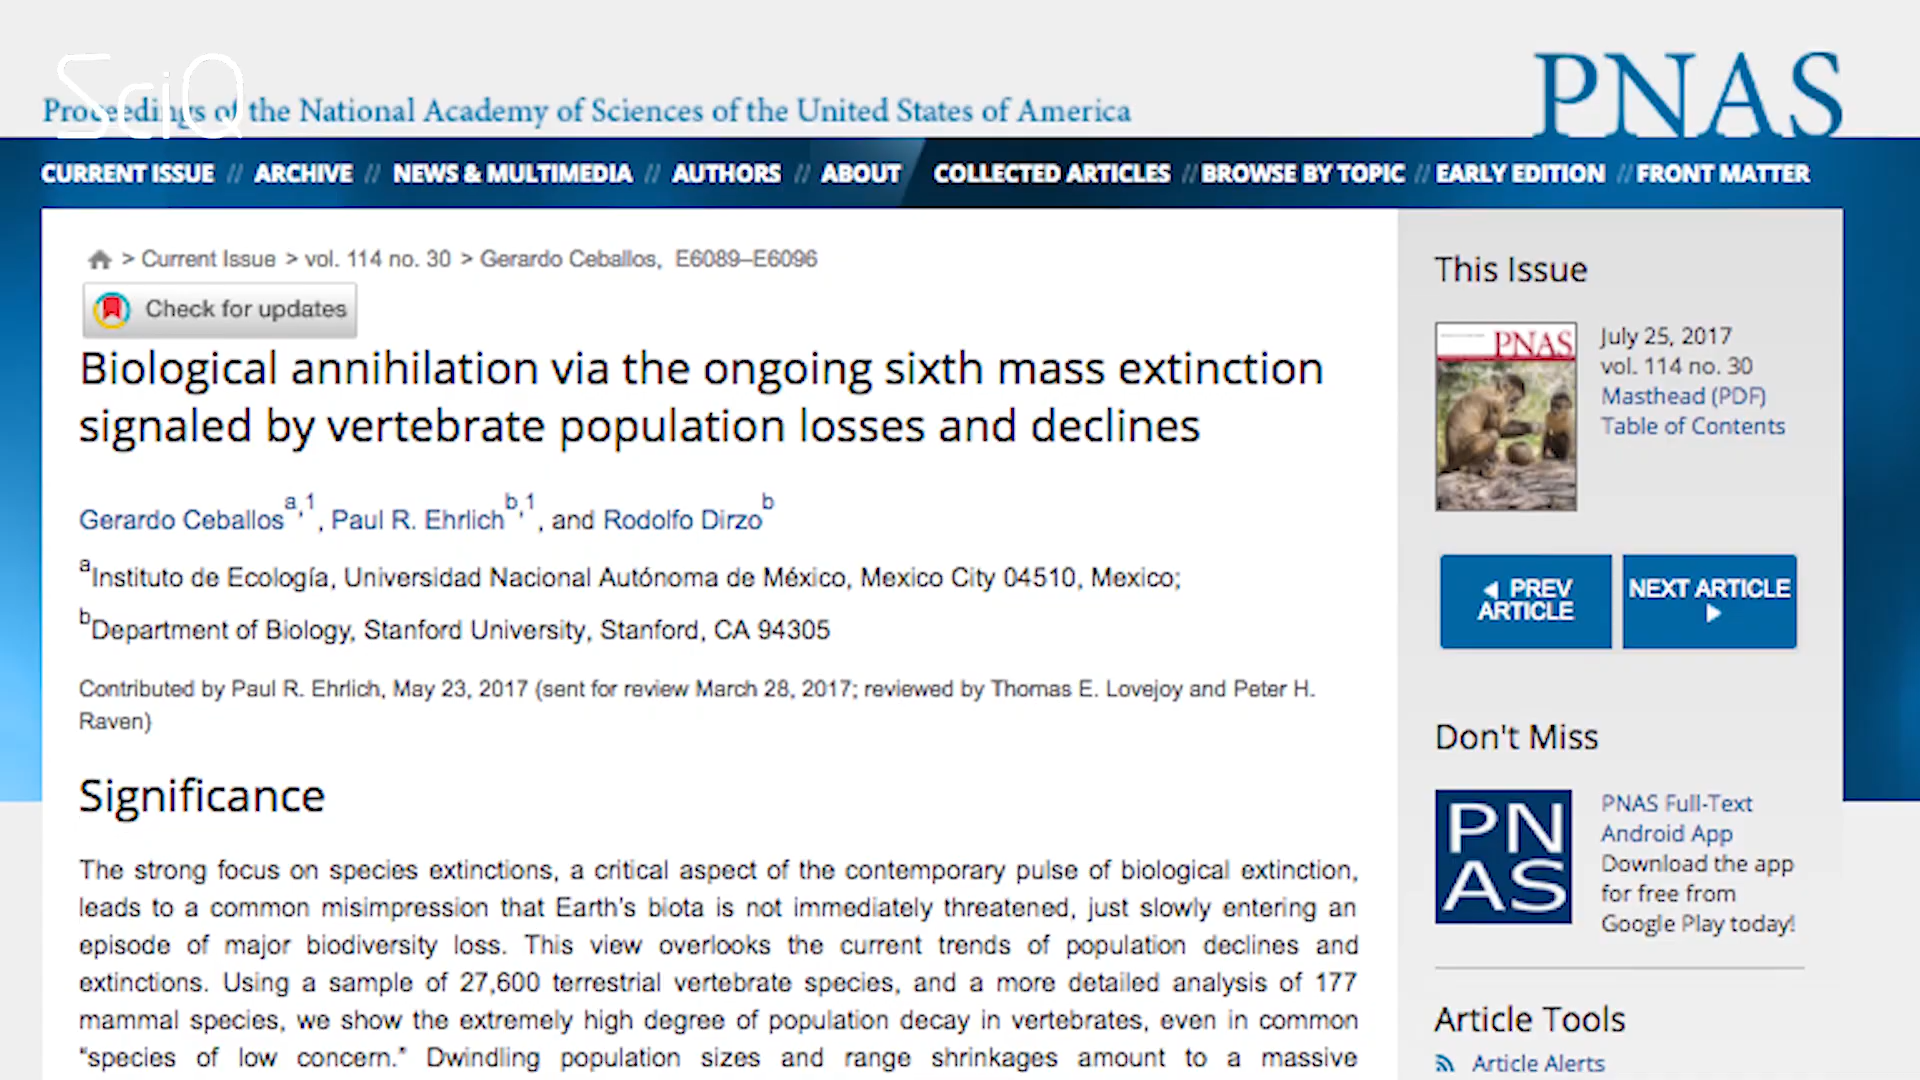 SciQ
Proceedings of the National Academy of Sciences of the United States of America
PNAS
CURRENT ISSUE // ARCHIVE // NEWS & MULTIMEDIA // AUTHORS // ABOUT COLLECTED ARTICLES // BROWSE BY TOPIC // EARLY EDITION // FRONT MATTER
> Current Issue > vol. 114 no. 30 > Gerardo Ceballos, E6089–E6096
Check for updates
Biological annihilation via the ongoing sixth mass extinction
signaled by vertebrate population losses and declines
Gerardo Ceballos a,1, Paul R. Ehrlich b,1, and Rodolfo Dirzo b
aInstituto de Ecología, Universidad Nacional Autónoma de México, Mexico City 04510, Mexico;
bDepartment of Biology, Stanford University, Stanford, CA 94305
Contributed by Paul R. Ehrlich, May 23, 2017 (sent for review March 28, 2017; reviewed by Thomas E. Lovejoy and Peter H.
Raven)
Significance
The strong focus on species extinctions, a critical aspect of the contemporary pulse of biological extinction,
leads to a common misimpression that Earth's biota is not immediately threatened, just slowly entering an
episode of major biodiversity loss. This view overlooks the current trends of population declines and
extinctions. Using a sample of 27,600 terrestrial vertebrate species, and a more detailed analysis of 177
mammal species, we show the extremely high degree of population decay in vertebrates, even in common
“species of low concern.” Dwindling population sizes and range shrinkages amount to a massive
This Issue
PNAS
July 25, 2017
vol. 114 no. 30
Masthead (PDF)
Table of Contents
◀ PREV
ARTICLE
NEXT ARTICLE
▶
Don't Miss
PN
AS
PNAS Full-Text
Android App
Download the app
for free from
Google Play today!
Article Tools
Article Alerts